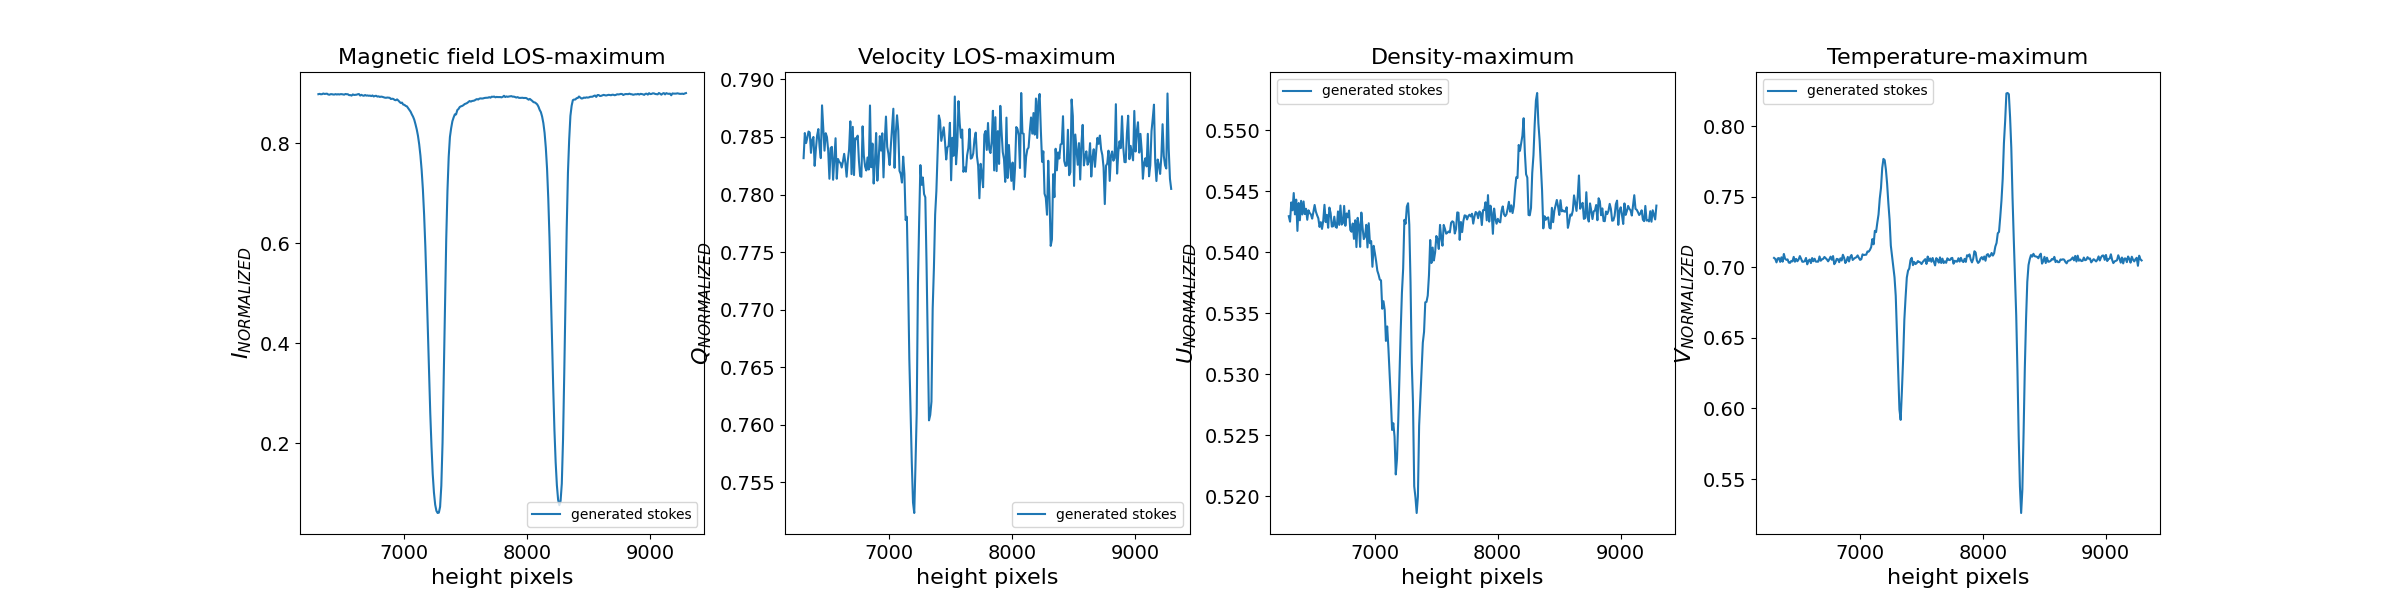 Magnetic field LOS-maximum
0.8
0.6
0.4
0.2
I_NORMALIZED
7000 8000 9000
height pixels
generated stokes
Velocity LOS-maximum
0.790
0.785
0.780
0.775
0.770
0.765
0.760
0.755
Q_NORMALIZED
7000 8000 9000
height pixels
generated stokes
Density-maximum
generated stokes
0.550
0.545
0.540
0.535
0.530
0.525
0.520
U_NORMALIZED
7000 8000 9000
height pixels
Temperature-maximum
generated stokes
0.80
0.75
0.70
0.65
0.60
0.55
V_NORMALIZED
7000 8000 9000
height pixels